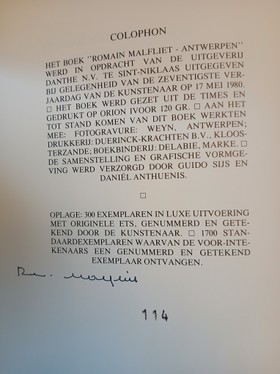 COLOPHON
HET BOEK "ROMAIN MALFLIET - ANTWERPEN"
WERD IN OPDRACHT VAN DE UITGEVERIJ
DANTHE N.V. TE SINT-NIKLAAS UITGEGEVEN
BIJ GELEGENHEID VAN DE ZEVENTIGSTE VER-
JAARDAG VAN DE KUNSTENAAR OP 17 MEI 1980.
□ HET BOEK WERD GEZET UIT DE TIMES EN
GEDRUKT OP ORION IVOOR 120 GR. □ AAN HET
TOT STAND KOMEN VAN DIT BOEK WERKTEN
MEE: FOTOGRAVURE: WEYN, ANTWERPEN;
DRUKKERIJ: DUERINCK-KRACHTEN B.V., KLOOS-
TERZANDE; BOEKBINDERIJ: DELABIE, MARKE. □
DE SAMENSTELLING EN GRAFISCHE VORMGE-
VING WERD VERZORGD DOOR GUIDO SIJS EN
DANIËL ANTHUENIS.
□
OPLAGE: 300 EXEMPLAREN IN LUXE UITVOERING
MET ORIGINELE ETS, GENUMMERD EN GETE-
KEND DOOR DE KUNSTENAAR. □ 1700 STAN-
DAARDEXEMPLAREN WAARVAN DE VOOR-INTE-
KENAARS EEN GENUMMERD EN GETEKEND
EXEMPLAAR ONTVANGEN.
114